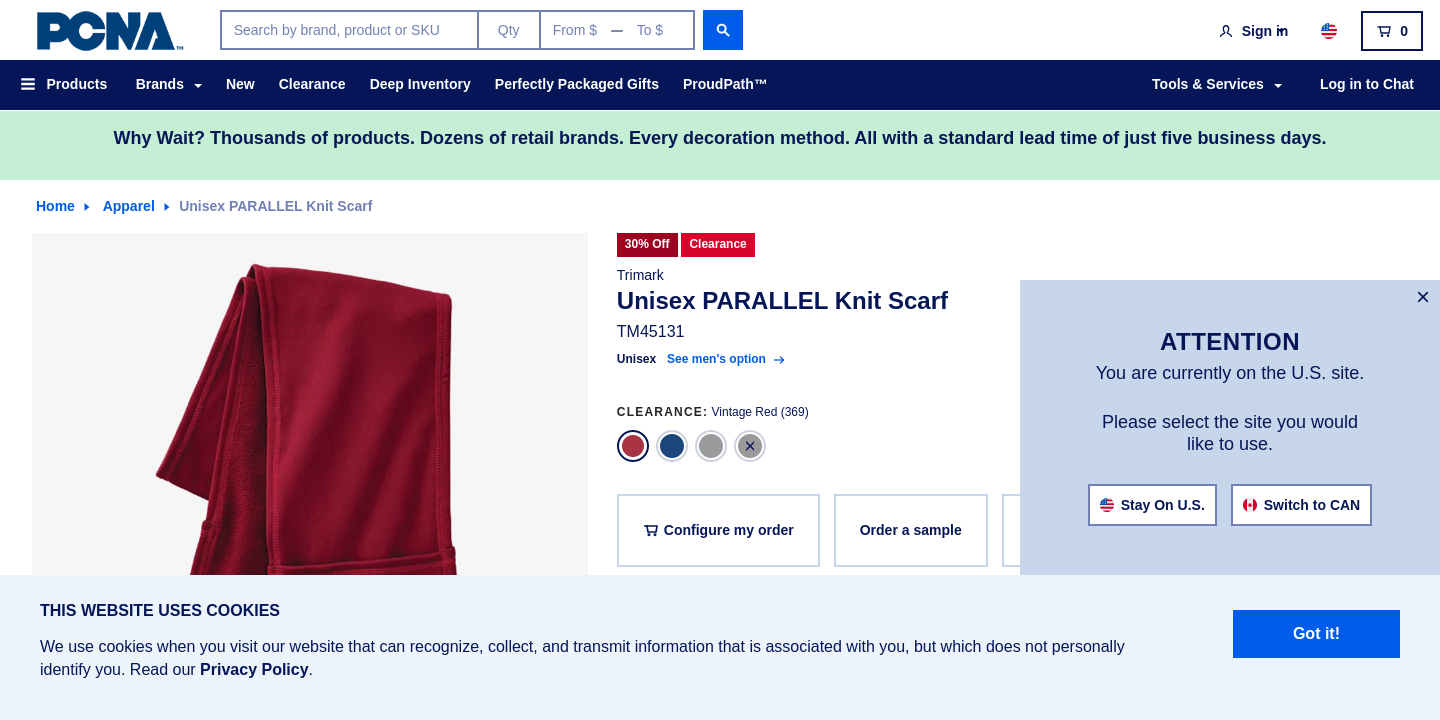 PCNA™
Search by brand, product or SKU
Qty
From $ — To $
Sign in
0
Products
Brands
New
Clearance
Deep Inventory
Perfectly Packaged Gifts
ProudPath™
Tools & Services
Log in to Chat
Why Wait? Thousands of products. Dozens of retail brands. Every decoration method. All with a standard lead time of just five business days.
Home Apparel Unisex PARALLEL Knit Scarf
30% Off Clearance
Trimark
Unisex PARALLEL Knit Scarf
TM45131
Unisex See men's option →
CLEARANCE: Vintage Red (369)
Configure my order
Order a sample
×
ATTENTION
You are currently on the U.S. site.
Please select the site you would
like to use.
Stay On U.S.
Switch to CAN
THIS WEBSITE USES COOKIES
We use cookies when you visit our website that can recognize, collect, and transmit information that is associated with you, but which does not personally
identify you. Read our Privacy Policy.
Got it!